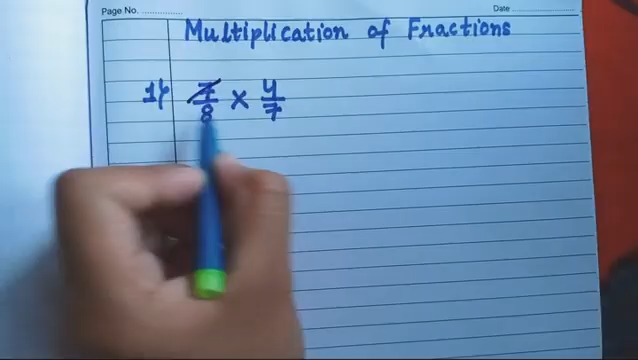 Page No. ................ Date ........................
Multiplication of Fractions
1) 7/8 × 4/7